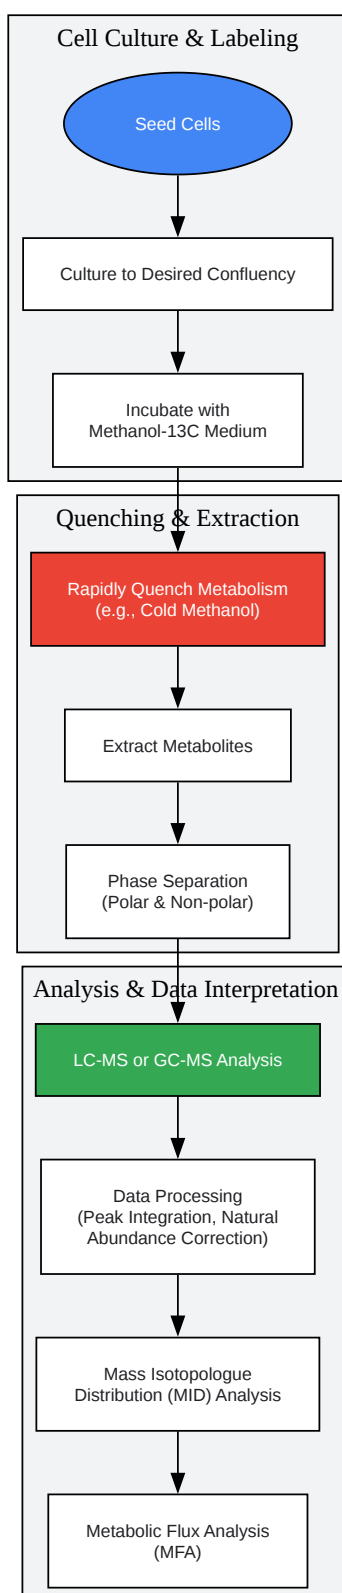 Cell Culture & Labeling
Seed Cells
Culture to Desired Confluency
Incubate with
Methanol-13C Medium
Quenching & Extraction
Rapidly Quench Metabolism
(e.g., Cold Methanol)
Extract Metabolites
Phase Separation
(Polar & Non-polar)
Analysis & Data Interpretation
LC-MS or GC-MS Analysis
Data Processing
(Peak Integration, Natural
Abundance Correction)
Mass Isotopologue
Distribution (MID) Analysis
Metabolic Flux Analysis
(MFA)